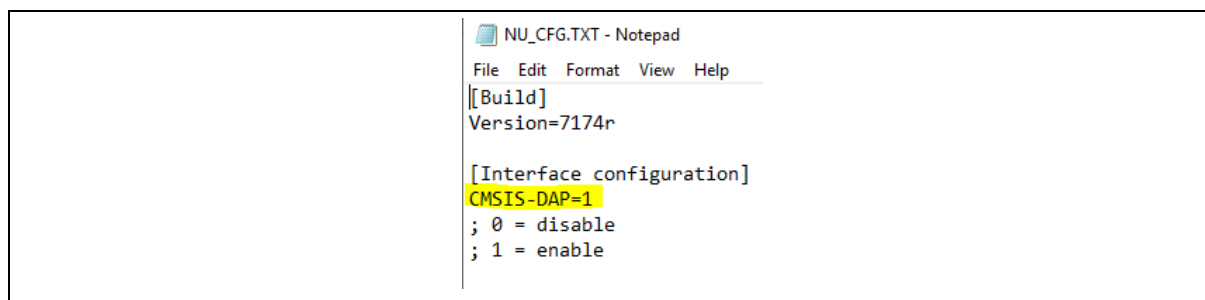 NU_CFG.TXT - Notepad
File Edit Format View Help
[Build]
Version=7174r
[Interface configuration]
CMSIS-DAP=1
; 0 = disable
; 1 = enable